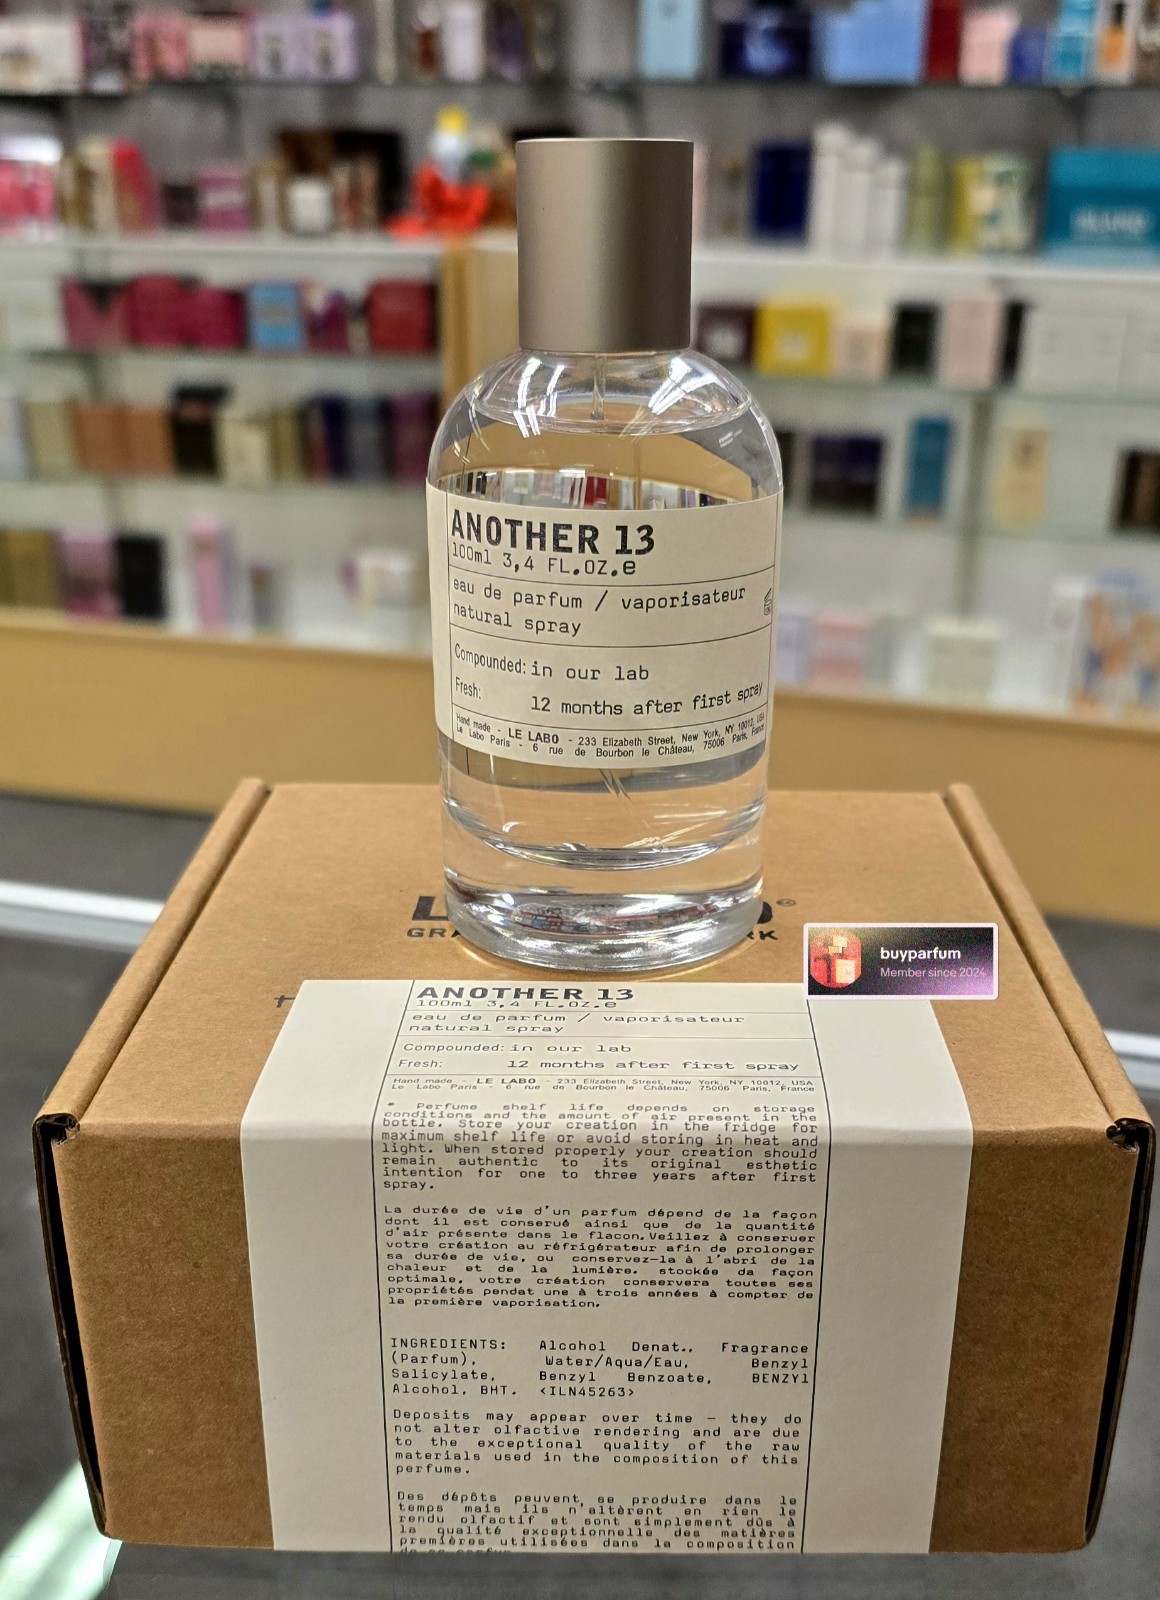 ANOTHER 13
100ml 3,4 FL.OZ.e
eau de parfum / vaporisateur
natural spray
Compounded: in our lab
Fresh: 12 months after first spray
Hand made - LE LABO - 233 Elizabeth Street, New York, NY 10012, USA
Le Labo Paris - 6 rue de Bourbon le Château, 75006 Paris, France
buyparfum
Member since 2024
ANOTHER 13
100ml 3,4 FL.OZ.e
eau de parfum / vaporisateur
natural spray
Compounded: in our lab
Fresh: 12 months after first spray
Hand made - LE LABO - 233 Elizabeth Street, New York, NY 10012, USA
Le Labo Paris - 6 rue de Bourbon le Château, 75006 Paris, France
* Perfume shelf life depends on storage
conditions and the amount of air present in the
bottle. Store your creation in the fridge for
maximum shelf life or avoid storing in heat and
light. When stored properly your creation should
remain authentic to its original esthetic
intention for one to three years after first
spray.
La durée de vie d'un parfum dépend de la façon
dont il est conservé ainsi que de la quantité
d'air présente dans le flacon.Veillez à conserver
votre création au réfrigérateur afin de prolonger
sa durée de vie, ou conservez-la à l'abri de la
chaleur et de la lumière. stockée da façon
optimale, votre création conservera toutes ses
propriétés pendat une à trois années à compter de
la première vaporisation.
INGREDIENTS: Alcohol Denat., Fragrance
(Parfum), Water/Aqua/Eau, Benzyl
Salicylate, Benzyl Benzoate, BENZYl
Alcohol, BHT. <ILN45263>
Deposits may appear over time — they do
not alter olfactive rendering and are due
to the exceptional quality of the raw
materials used in the composition of this
perfume.
Des dépôts peuvent, se produire dans le
temps mais ils n'altèrent en rien le
rendu olfactif et sont simplement dûs à
la qualité exceptionnelle des matières
premières utilisées dans la composition